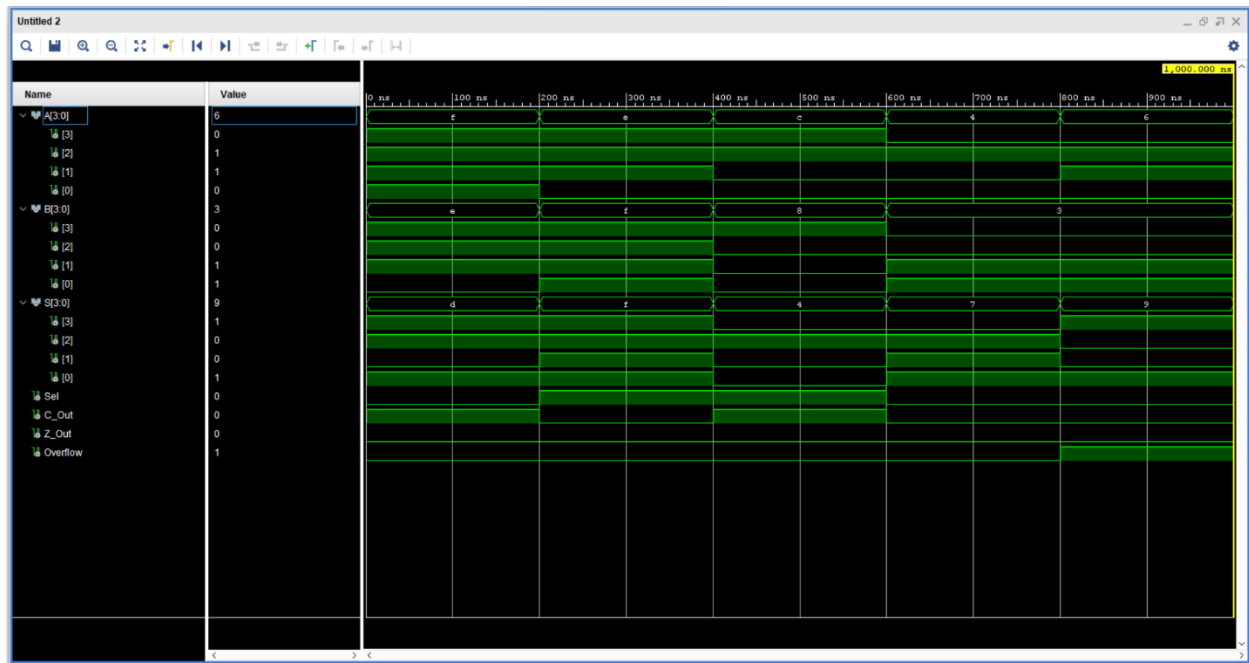 Untitled 2
1,000.000 ns
Name Value
0 ns 100 ns 200 ns 300 ns 400 ns 500 ns 600 ns 700 ns 800 ns 900 ns
A[3:0] 6 f e c 4 6
[3] 0
[2] 1
[1] 1
[0] 0
B[3:0] 3 e f 8 3
[3] 0
[2] 0
[1] 1
[0] 1
S[3:0] 9 d f 4 7 9
[3] 1
[2] 0
[1] 0
[0] 1
Sel 0
C_Out 0
Z_Out 0
Overflow 1